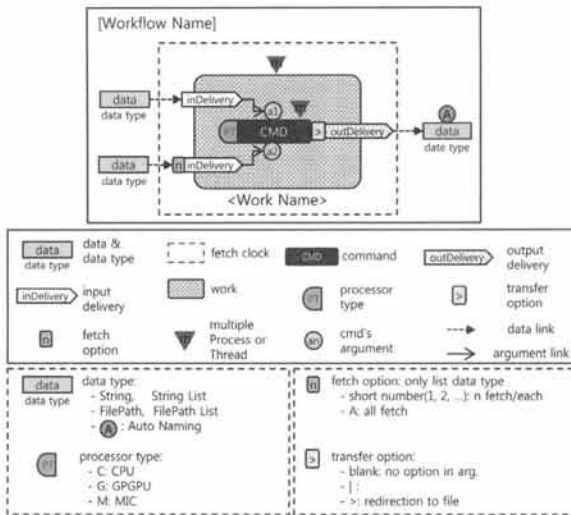 [Workflow Name]
m
data
data type
inDelivery
a1
m
PT
CMD
>
outDelivery
A
data
date type
data
data type
n
inDelivery
a2
<Work Name>
data
data type
data &
data type
fetch clock
CMD
command
outDelivery
output
delivery
inDelivery
input
delivery
work
PT
processor
type
>
transfer
option
n
fetch
option
m
multiple
Process or
Thread
an
cmd's
argument
data link
argument link
data
data type
data type:
- String, String List
- FilePath, FilePath List
- A : Auto Naming
PT
processor type:
- C: CPU
- G: GPGPU
- M: MIC
n
fetch option: only list data type
- short number(1, 2, ...): n fetch/each
- A: all fetch
>
transfer option:
- blank: no option in arg.
- | :
- >: redirection to file